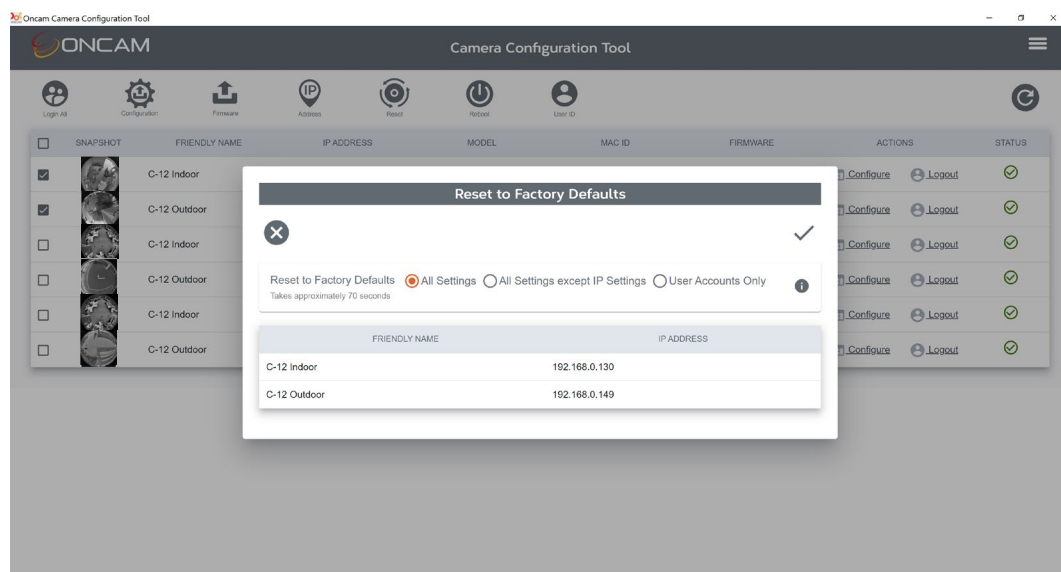 Oncam Camera Configuration Tool
ONCAM
Camera Configuration Tool
Login All
Configuration
Firmware
IP
Address
Reset
Reboot
User ID
SNAPSHOT FRIENDLY NAME IP ADDRESS MODEL MAC ID FIRMWARE ACTIONS STATUS
C-12 Indoor Configure Logout
C-12 Outdoor Configure Logout
C-12 Indoor Configure Logout
C-12 Outdoor Configure Logout
C-12 Indoor Configure Logout
C-12 Outdoor Configure Logout
Reset to Factory Defaults
Reset to Factory Defaults All Settings All Settings except IP Settings User Accounts Only
Takes approximately 70 seconds
FRIENDLY NAME IP ADDRESS
C-12 Indoor 192.168.0.130
C-12 Outdoor 192.168.0.149